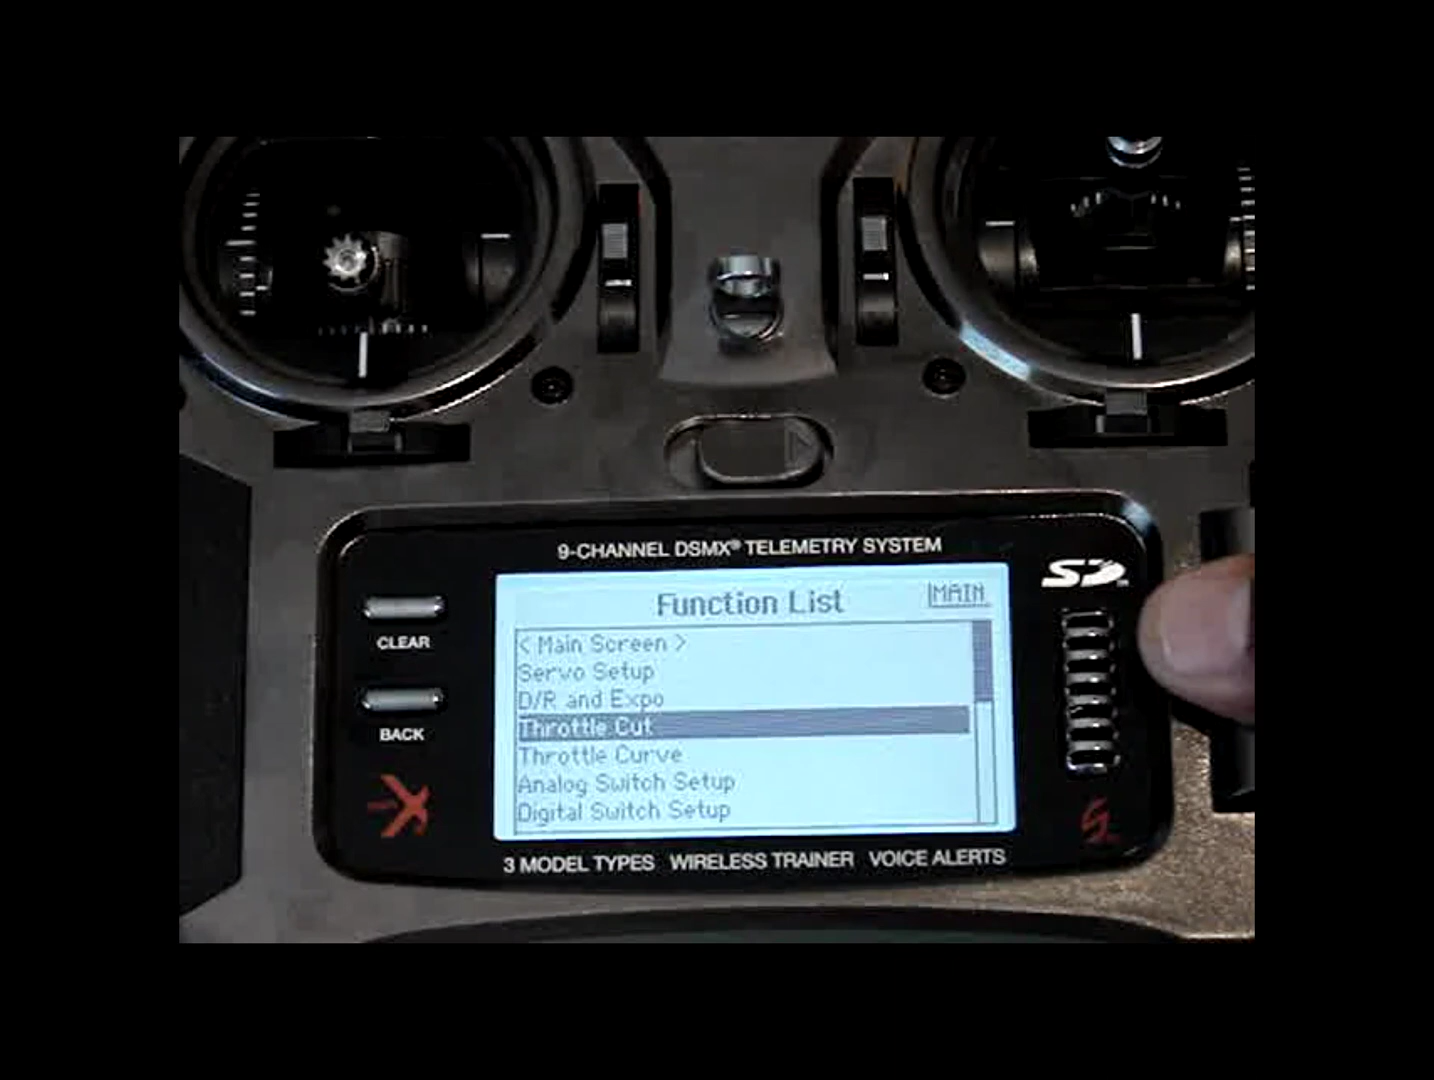 9-CHANNEL DSMX® TELEMETRY SYSTEM
Function List
MAIN
< Main Screen >
Servo Setup
D/R and Expo
Throttle Cut
Throttle Curve
Analog Switch Setup
Digital Switch Setup
CLEAR
BACK
3 MODEL TYPES WIRELESS TRAINER VOICE ALERTS
SD